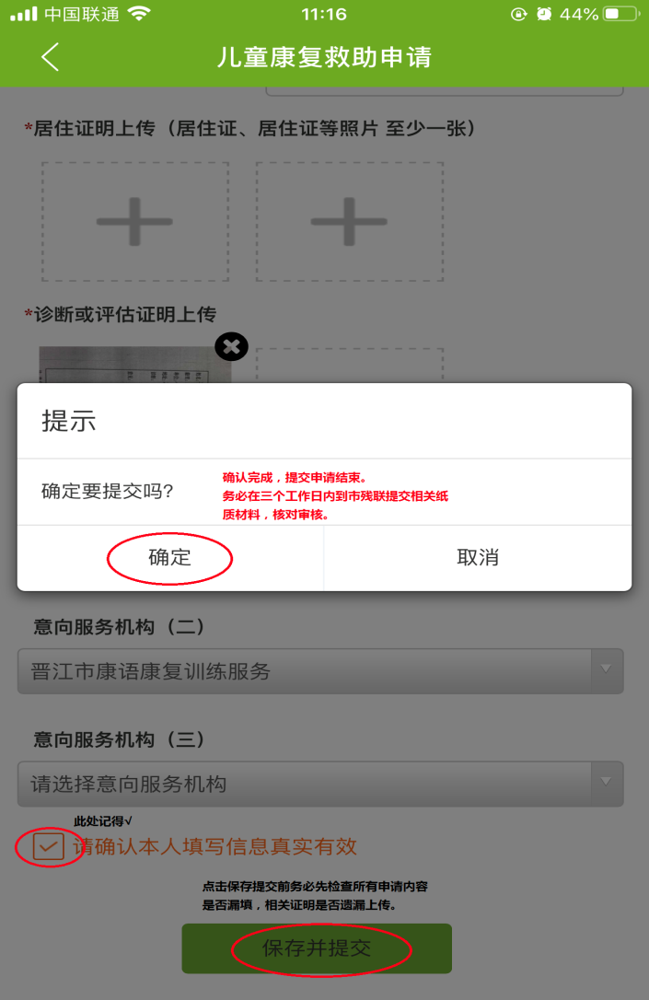 中国联通 11:16 44%
儿童康复救助申请
*居住证明上传（居住证、居住证等照片 至少一张）
*诊断或评估证明上传
提示
确定要提交吗?
确认完成，提交申请结束。
务必在三个工作日内到市残联提交相关纸
质材料，核对审核。
确定 取消
意向服务机构（二）
晋江市康语康复训练服务
意向服务机构（三）
请选择意向服务机构
此处记得√
请确认本人填写信息真实有效
点击保存提交前务必先检查所有申请内容
是否漏填，相关证明是否遗漏上传。
保存并提交